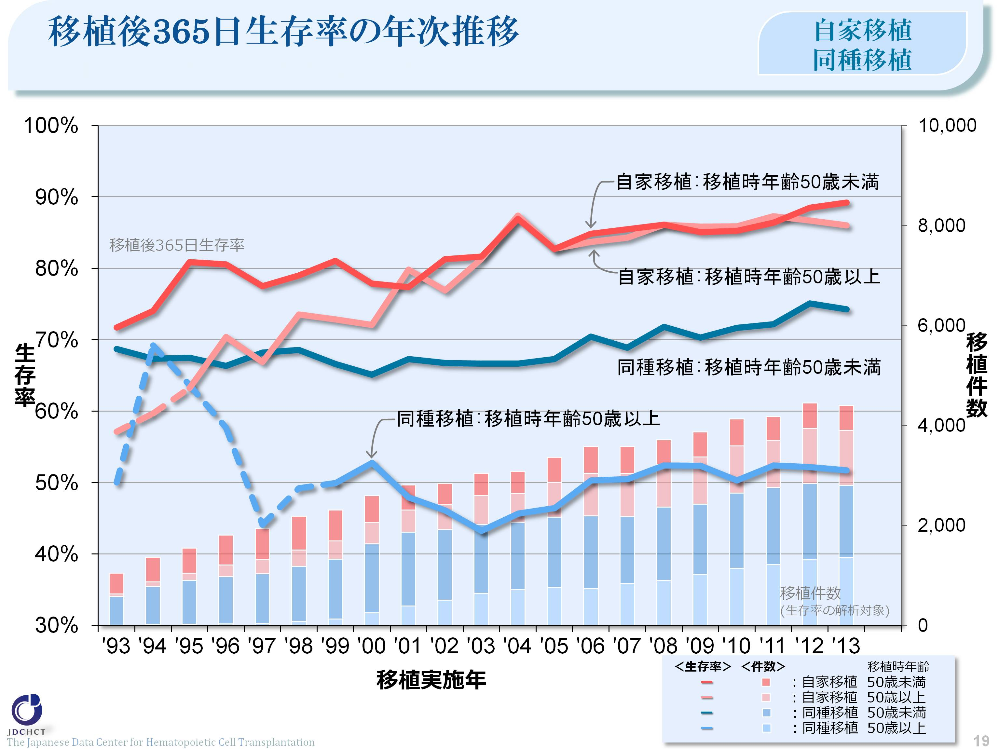 移植後365日生存率の年次推移
自家移植
同種移植
100%
90%
80%
70%
60%
50%
40%
30%
生存率
10,000
8,000
6,000
4,000
2,000
0
移植件数
移植後365日生存率
自家移植：移植時年齢50歳未満
自家移植：移植時年齢50歳以上
同種移植：移植時年齢50歳未満
同種移植：移植時年齢50歳以上
移植件数
(生存率の解析対象)
'93 '94 '95 '96 '97 '98 '99 '00 '01 '02 '03 '04 '05 '06 '07 '08 '09 '10 '11 '12 '13
移植実施年
＜生存率＞ ＜件数＞ 移植時年齢
：自家移植 50歳未満
：自家移植 50歳以上
：同種移植 50歳未満
：同種移植 50歳以上
JDCHCT
The Japanese Data Center for Hematopoietic Cell Transplantation
19